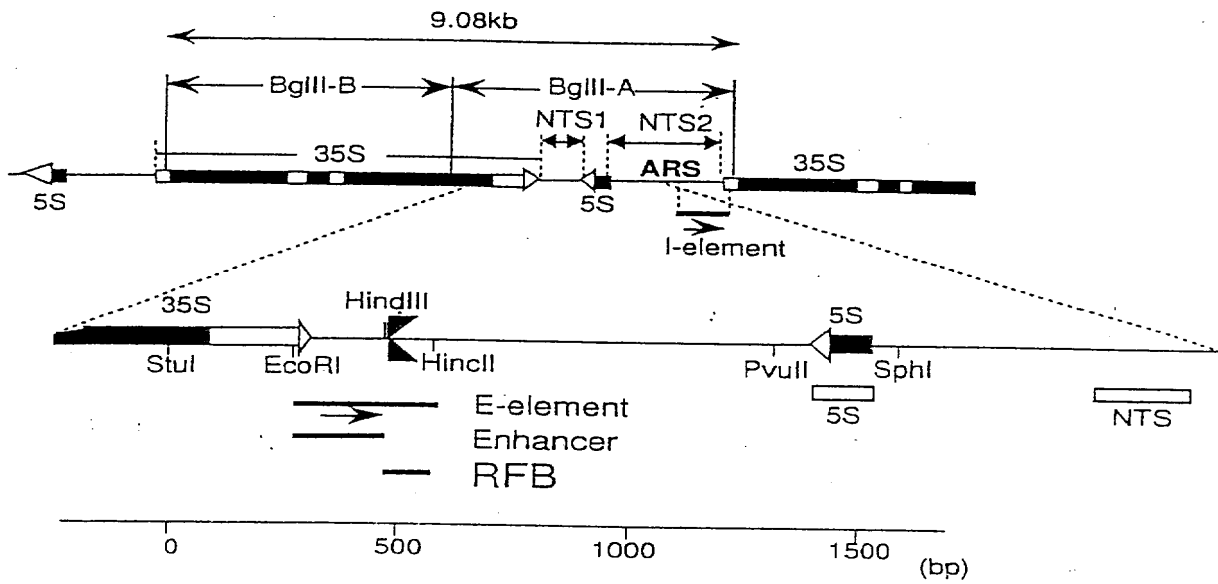 9.08kb
BglII-B
BglII-A
NTS1
NTS2
35S
ARS
35S
5S
5S
I-element
35S
HindIII
5S
StuI
EcoRI
HincII
PvuII
SphI
E-element
5S
NTS
Enhancer
RFB
0
500
1000
1500
(bp)